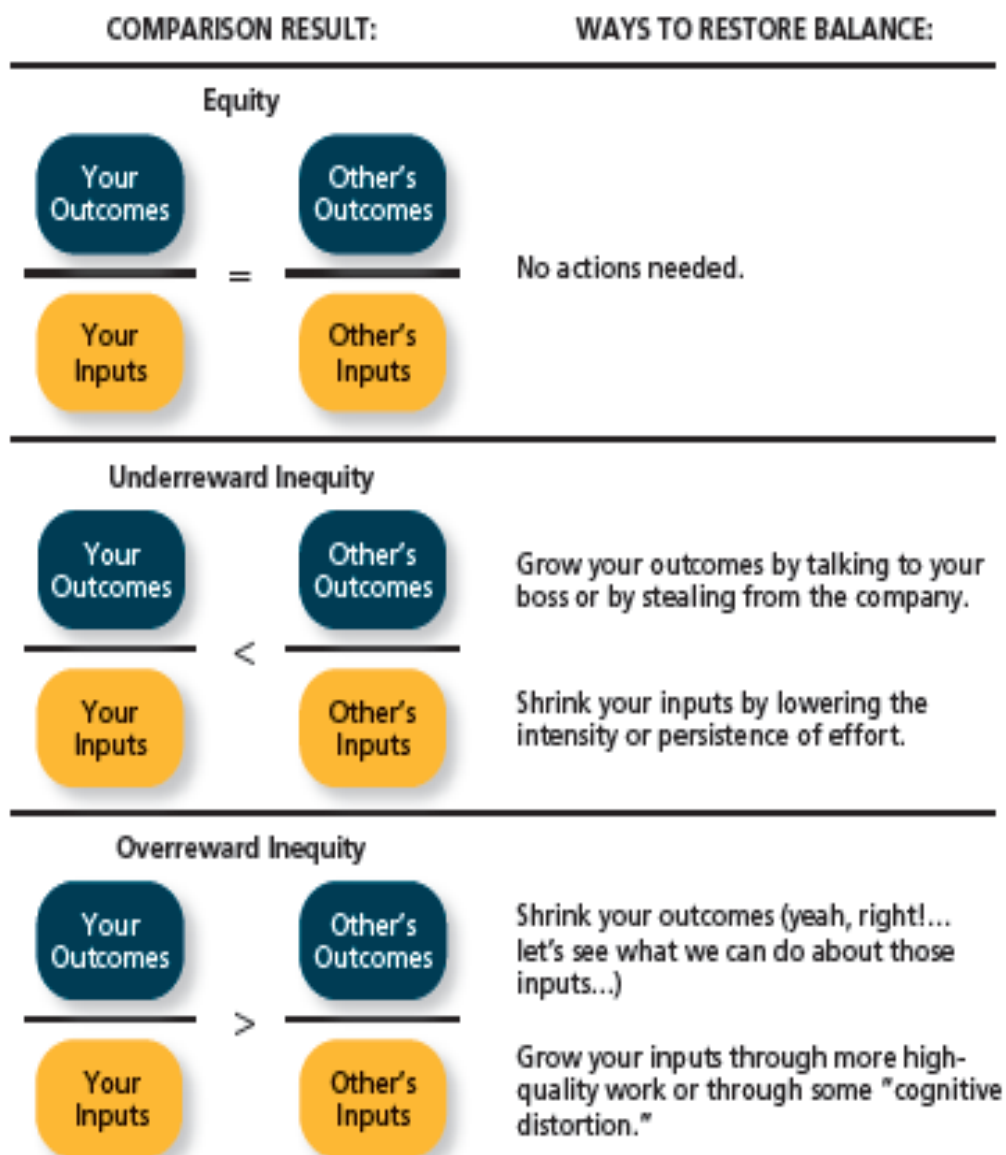 COMPARISON RESULT: WAYS TO RESTORE BALANCE:
Equity
Your
Outcomes
Other's
Outcomes
=
Your
Inputs
Other's
Inputs
No actions needed.
Underreward Inequity
Your
Outcomes
Other's
Outcomes
<
Your
Inputs
Other's
Inputs
Grow your outcomes by talking to your
boss or by stealing from the company.
Shrink your inputs by lowering the
intensity or persistence of effort.
Overreward Inequity
Your
Outcomes
Other's
Outcomes
>
Your
Inputs
Other's
Inputs
Shrink your outcomes (yeah, right!...
let's see what we can do about those
inputs...)
Grow your inputs through more high-
quality work or through some "cognitive
distortion."